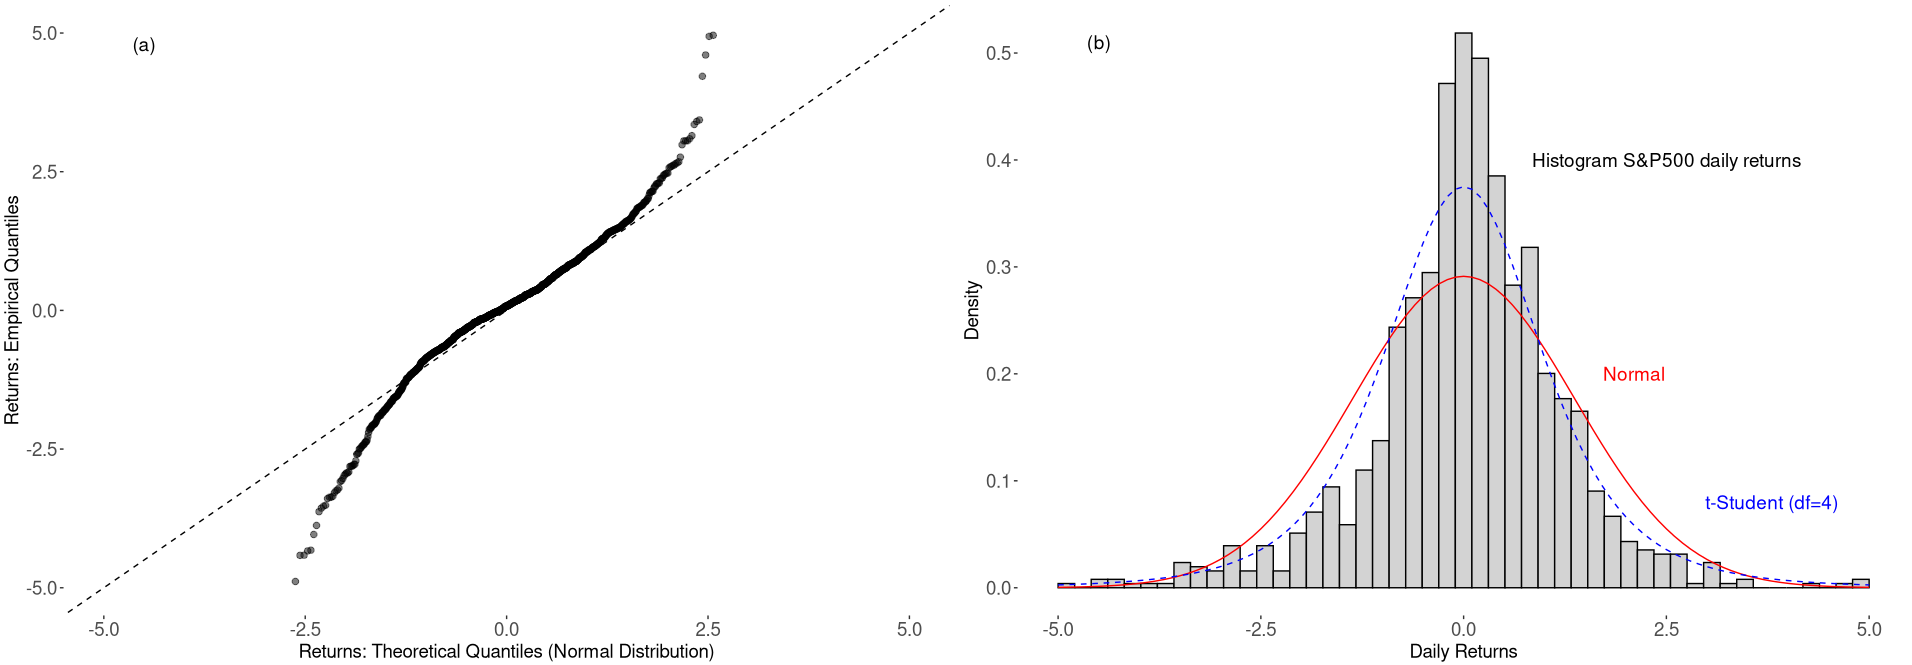 (a)
5.0
2.5
0.0
-2.5
-5.0
Returns: Empirical Quantiles
-5.0 -2.5 0.0 2.5 5.0
Returns: Theoretical Quantiles (Normal Distribution)
(b)
0.5
0.4
0.3
0.2
0.1
0.0
Density
Histogram S&P500 daily returns
Normal
t-Student (df=4)
-5.0 -2.5 0.0 2.5 5.0
Daily Returns